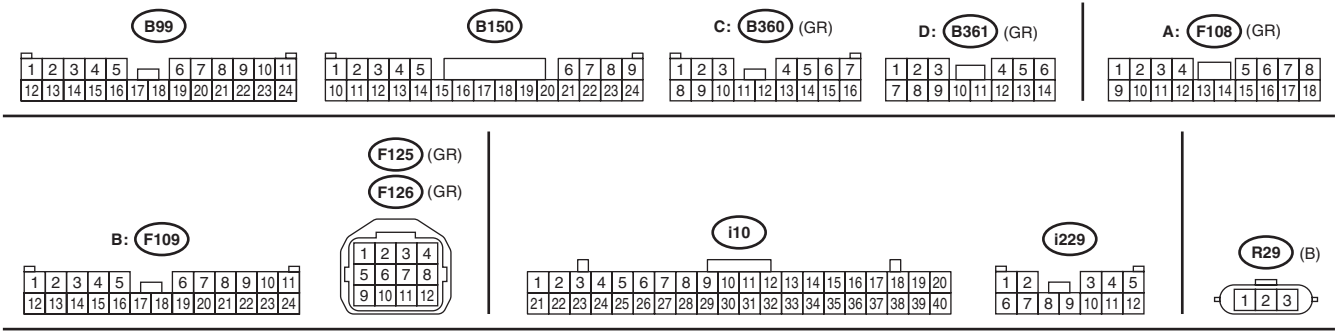 B99
1 2 3 4 5 6 7 8 9 10 11
12 13 14 15 16 17 18 19 20 21 22 23 24
B150
1 2 3 4 5 6 7 8 9
10 11 12 13 14 15 16 17 18 19 20 21 22 23 24
C: B360 (GR)
1 2 3 4 5 6 7
8 9 10 11 12 13 14 15 16
D: B361 (GR)
1 2 3 4 5 6
7 8 9 10 11 12 13 14
A: F108 (GR)
1 2 3 4 5 6 7 8
9 10 11 12 13 14 15 16 17 18
B: F109
1 2 3 4 5 6 7 8 9 10 11
12 13 14 15 16 17 18 19 20 21 22 23 24
F125 (GR)
F126 (GR)
1 2 3 4
5 6 7 8
9 10 11 12
i10
1 2 3 4 5 6 7 8 9 10 11 12 13 14 15 16 17 18 19 20
21 22 23 24 25 26 27 28 29 30 31 32 33 34 35 36 37 38 39 40
i229
1 2 3 4 5
6 7 8 9 10 11 12
R29 (B)
1 2 3